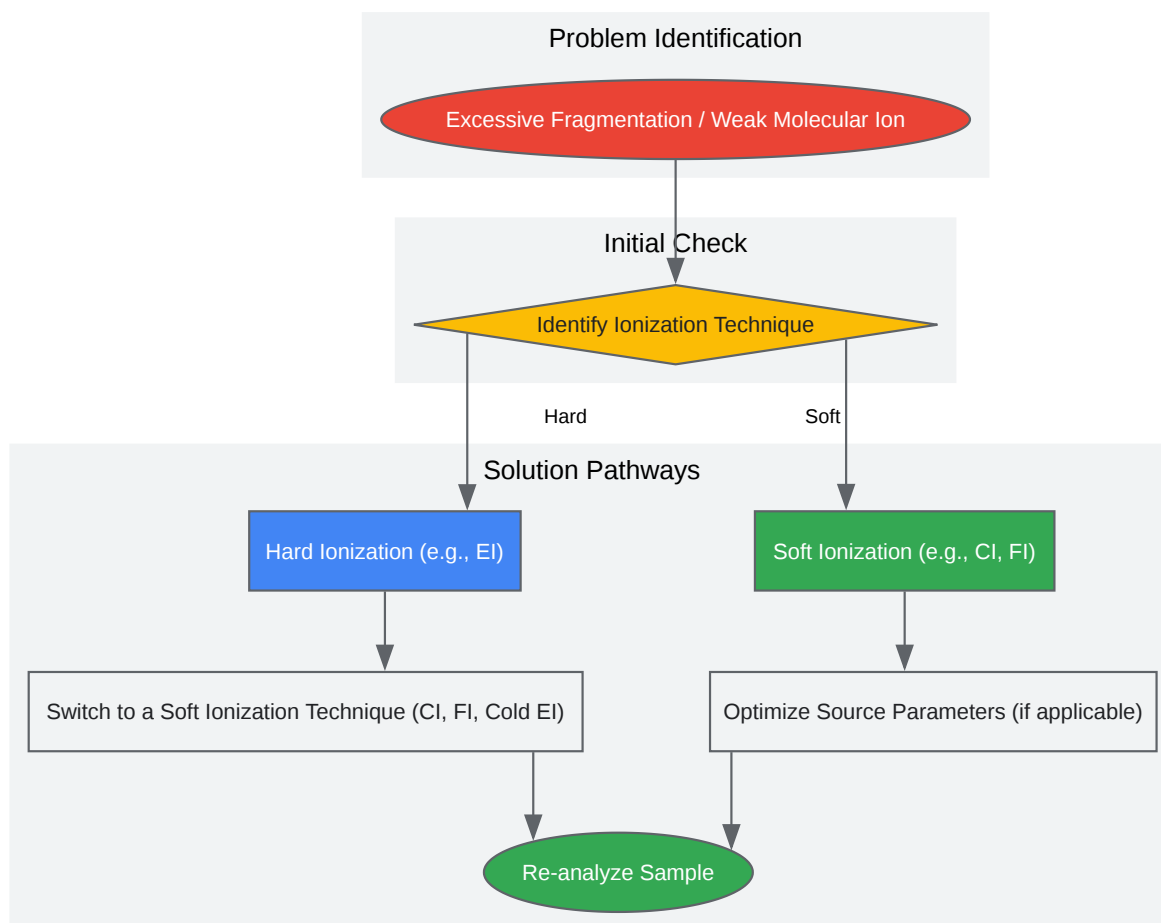 Problem Identification
Excessive Fragmentation / Weak Molecular Ion
Initial Check
Identify Ionization Technique
Hard
Soft
Solution Pathways
Hard Ionization (e.g., EI)
Soft Ionization (e.g., CI, FI)
Switch to a Soft Ionization Technique (CI, FI, Cold EI)
Optimize Source Parameters (if applicable)
Re-analyze Sample